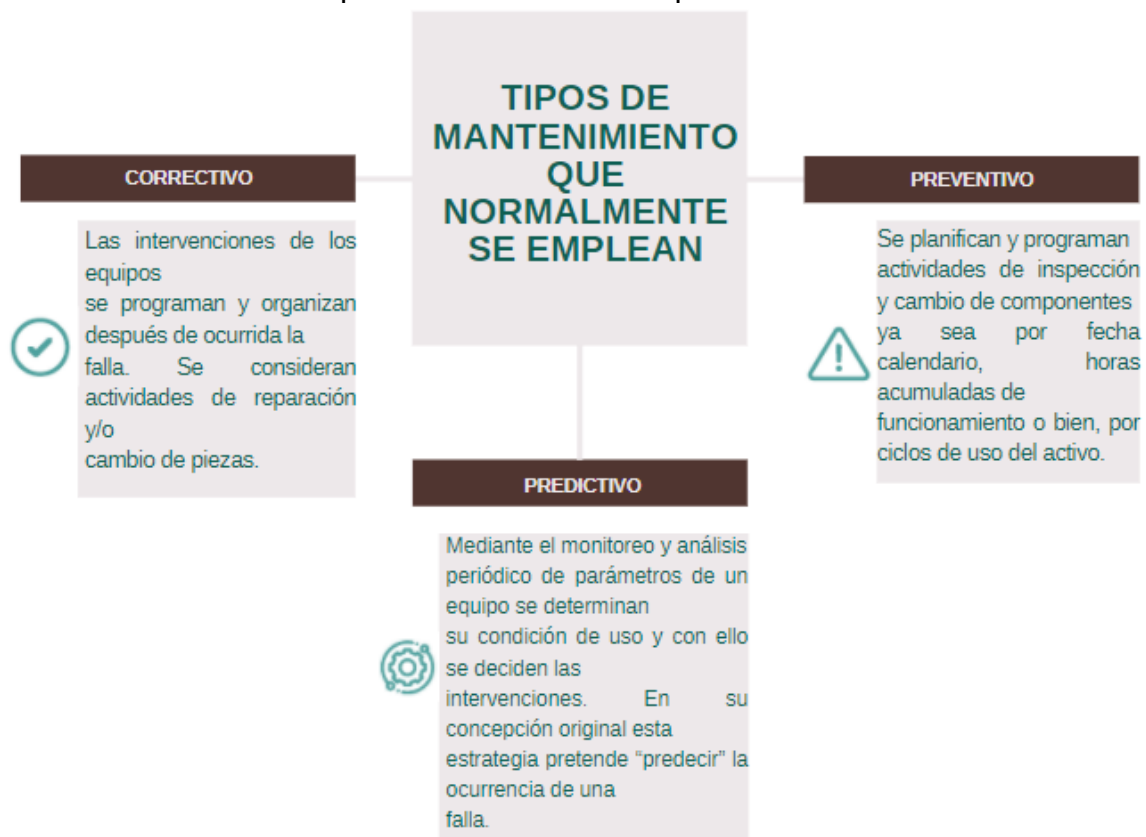 TIPOS DE
MANTENIMIENTO
QUE
NORMALMENTE
SE EMPLEAN
CORRECTIVO
Las intervenciones de los
equipos
se programan y organizan
después de ocurrida la
falla. Se consideran
actividades de reparación
y/o
cambio de piezas.
PREVENTIVO
Se planifican y programan
actividades de inspección
y cambio de componentes
ya sea por fecha
calendario, horas
acumuladas de
funcionamiento o bien, por
ciclos de uso del activo.
PREDICTIVO
Mediante el monitoreo y análisis
periódico de parámetros de un
equipo se determinan
su condición de uso y con ello
se deciden las
intervenciones. En su
concepción original esta
estrategia pretende “predecir” la
ocurrencia de una
falla.